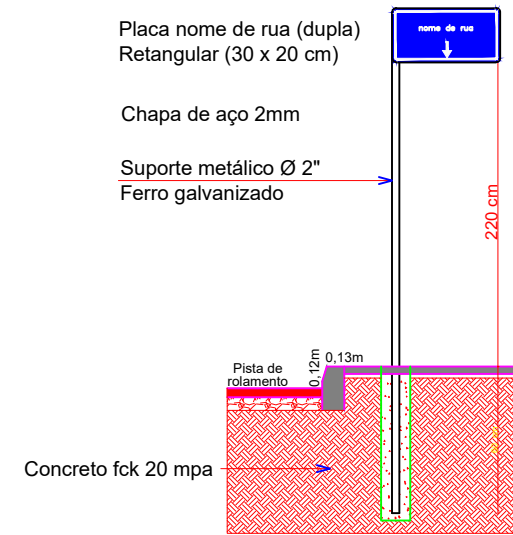 Placa nome de rua (dupla)
Retangular (30 x 20 cm)
nome de rua
Chapa de aço 2mm
Suporte metálico Ø 2"
Ferro galvanizado
220 cm
0,12m
0,13m
Pista de
rolamento
Concreto fck 20 mpa